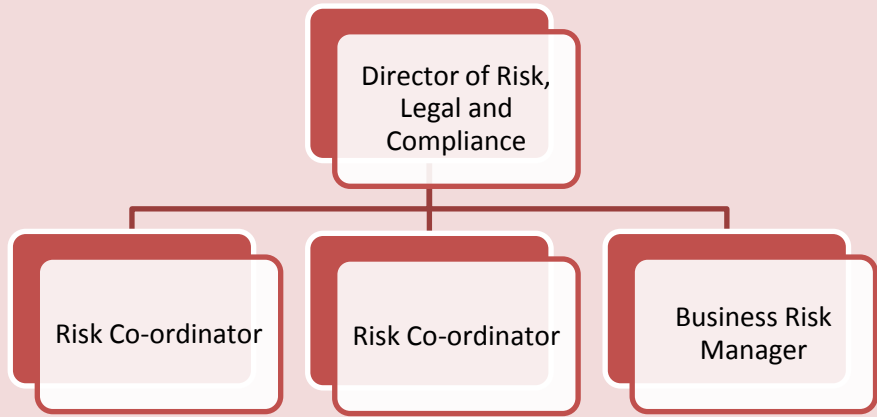 Director of Risk,
Legal and
Compliance
Risk Co-ordinator
Risk Co-ordinator
Business Risk
Manager